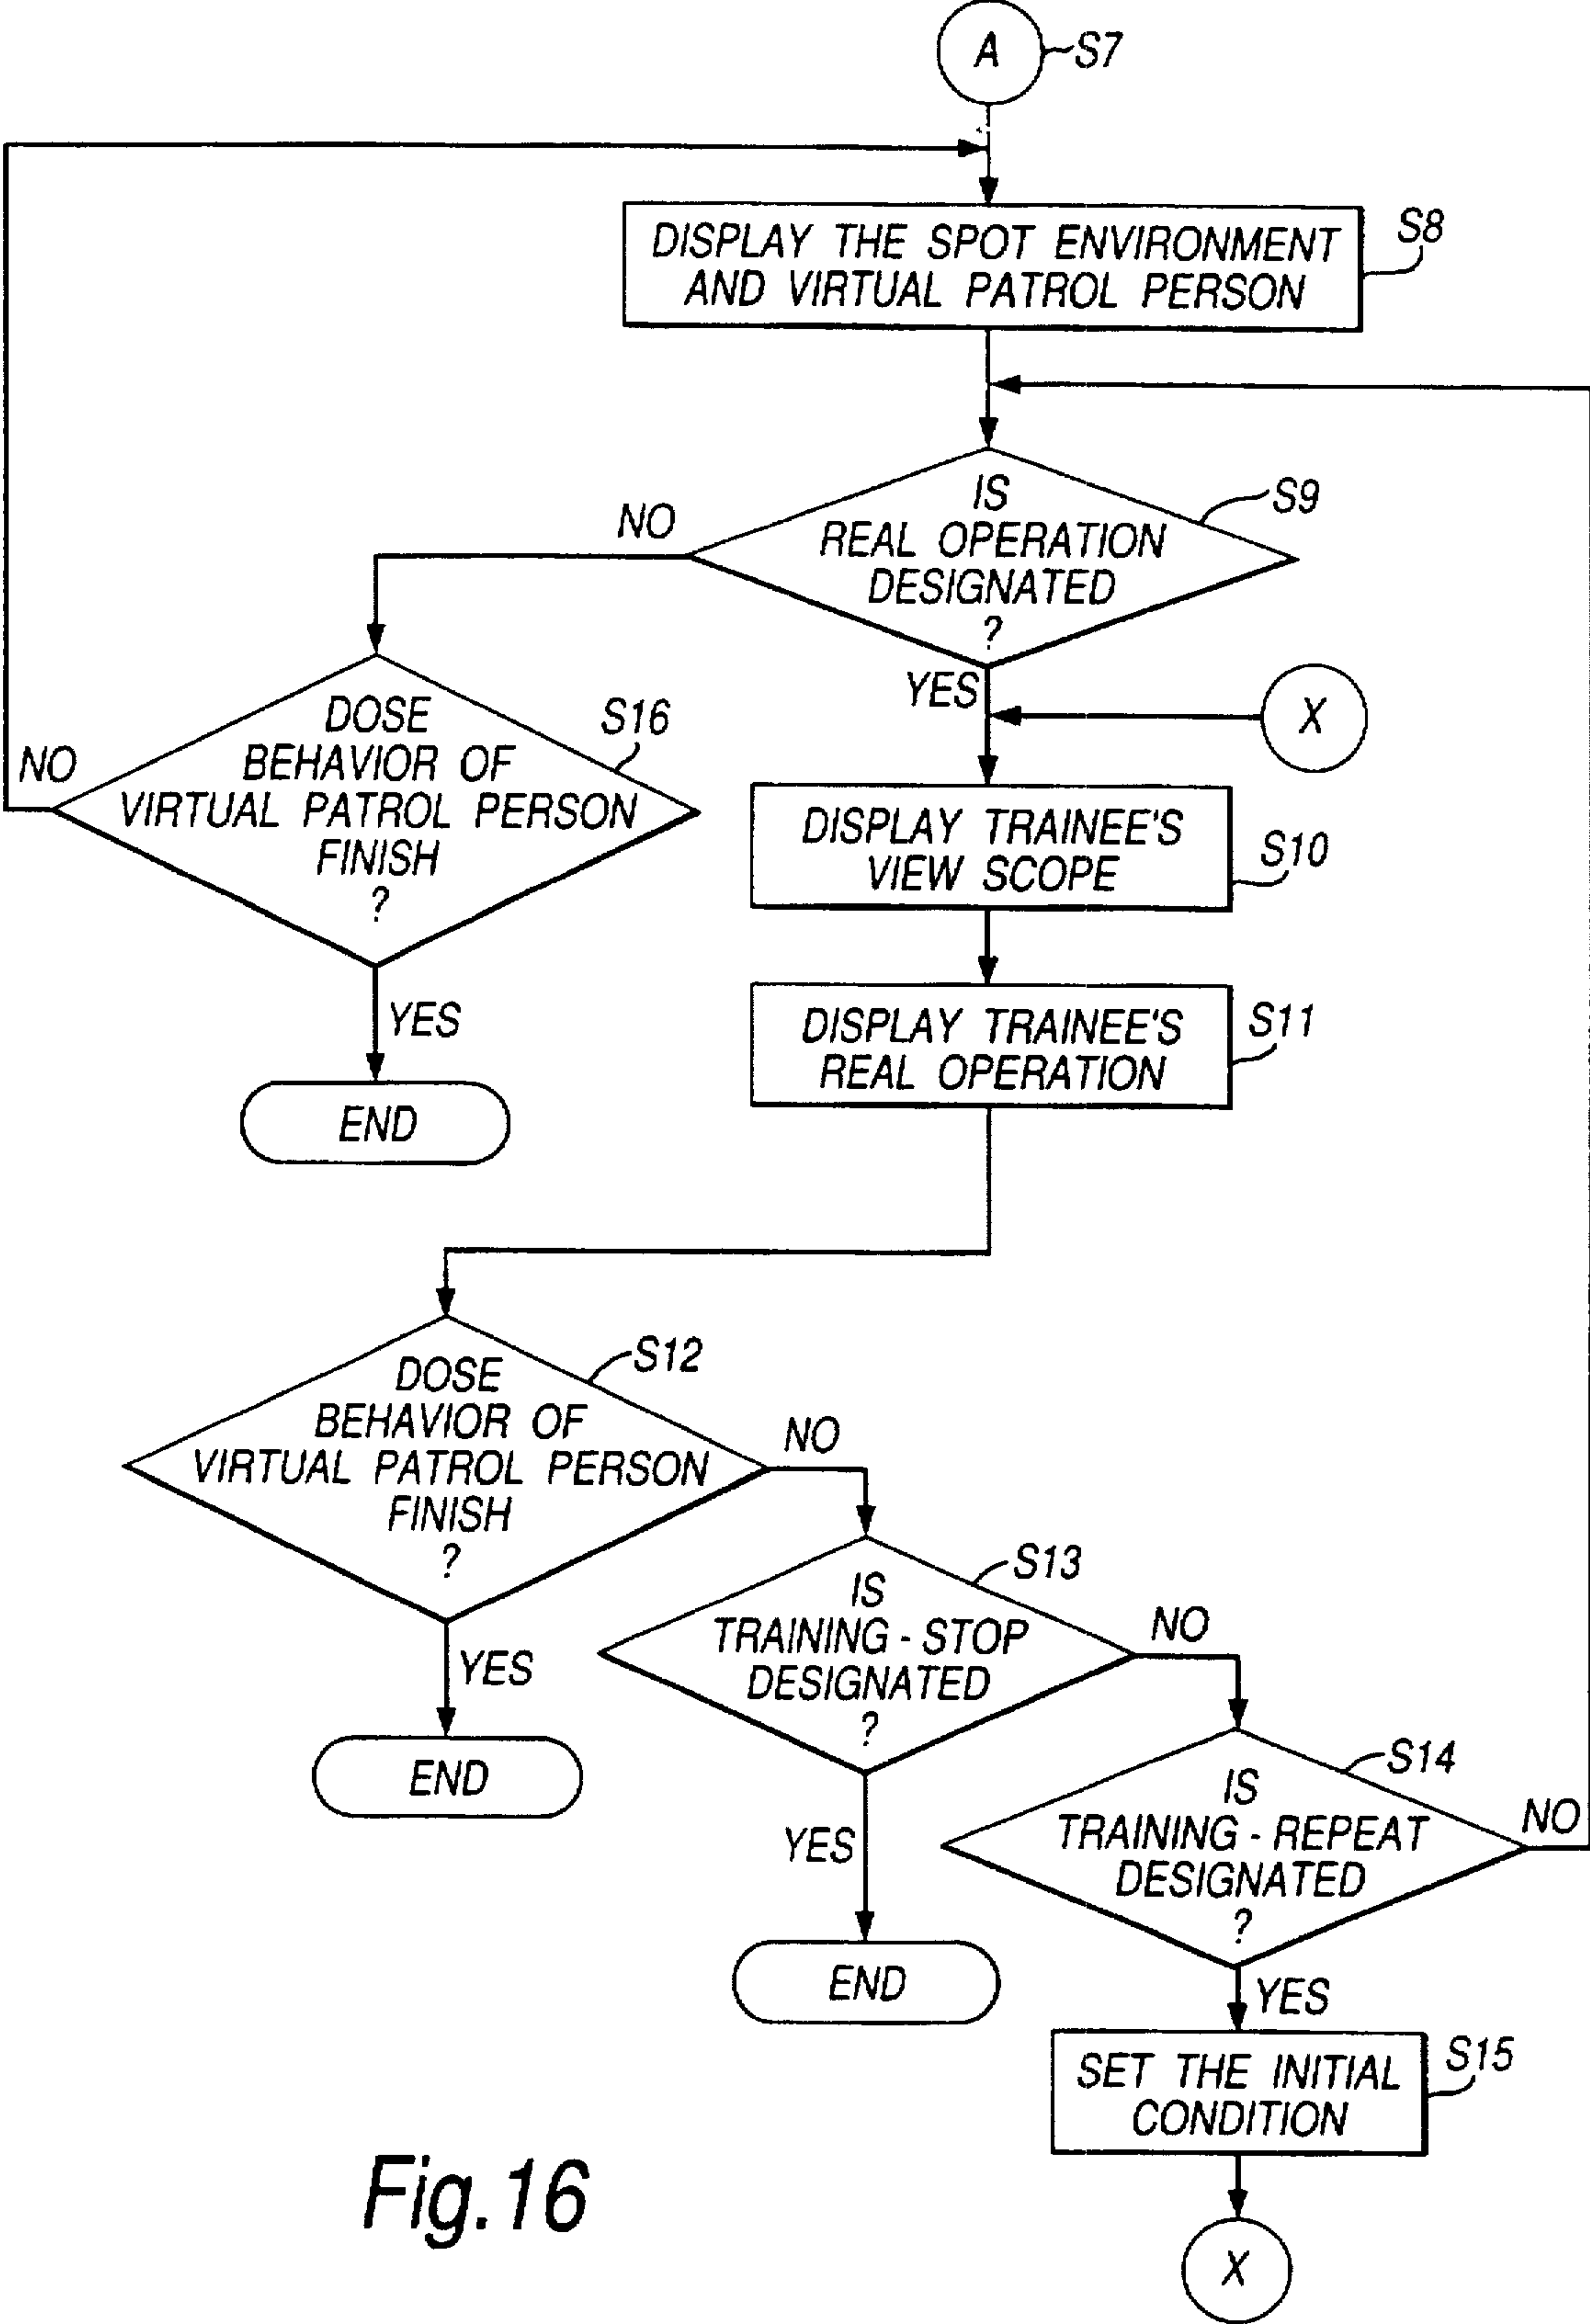 A
S7
DISPLAY THE SPOT ENVIRONMENT
AND VIRTUAL PATROL PERSON
S8
IS
REAL OPERATION
DESIGNATED
?
S9
NO
YES
X
DOSE
BEHAVIOR OF
VIRTUAL PATROL PERSON
FINISH
?
S16
NO
YES
END
DISPLAY TRAINEE'S
VIEW SCOPE
S10
DISPLAY TRAINEE'S
REAL OPERATION
S11
DOSE
BEHAVIOR OF
VIRTUAL PATROL PERSON
FINISH
?
S12
NO
YES
END
IS
TRAINING - STOP
DESIGNATED
?
S13
NO
YES
END
IS
TRAINING - REPEAT
DESIGNATED
?
S14
NO
YES
SET THE INITIAL
CONDITION
S15
X
Fig.16